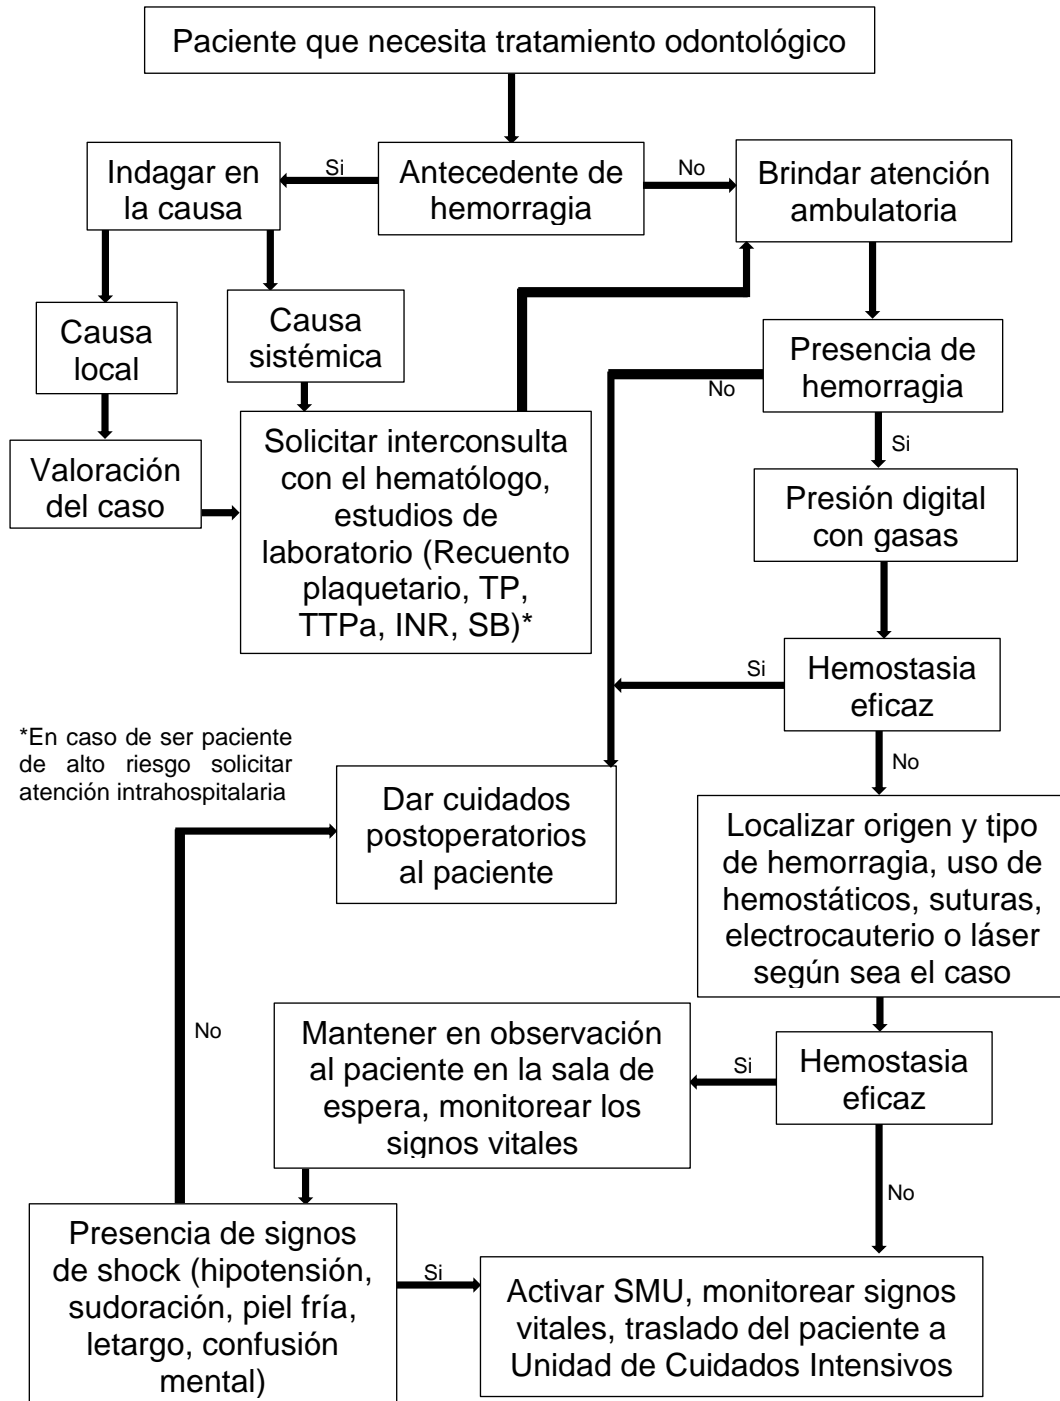 Paciente que necesita tratamiento odontológico
Indagar en
la causa
Si
Antecedente de
hemorragia
No
Brindar atención
ambulatoria
Causa
local
Causa
sistémica
Presencia de
hemorragia
No
Si
Valoración
del caso
Solicitar interconsulta
con el hematólogo,
estudios de
laboratorio (Recuento
plaquetario, TP,
TTPa, INR, SB)*
Presión digital
con gasas
Si
Hemostasia
eficaz
No
*En caso de ser paciente
de alto riesgo solicitar
atención intrahospitalaria
Dar cuidados
postoperatorios
al paciente
Localizar origen y tipo
de hemorragia, uso de
hemostáticos, suturas,
electrocauterio o láser
según sea el caso
No
Mantener en observación
al paciente en la sala de
espera, monitorear los
signos vitales
Si
Hemostasia
eficaz
No
Presencia de signos
de shock (hipotensión,
sudoración, piel fría,
letargo, confusión
mental)
Si
Activar SMU, monitorear signos
vitales, traslado del paciente a
Unidad de Cuidados Intensivos